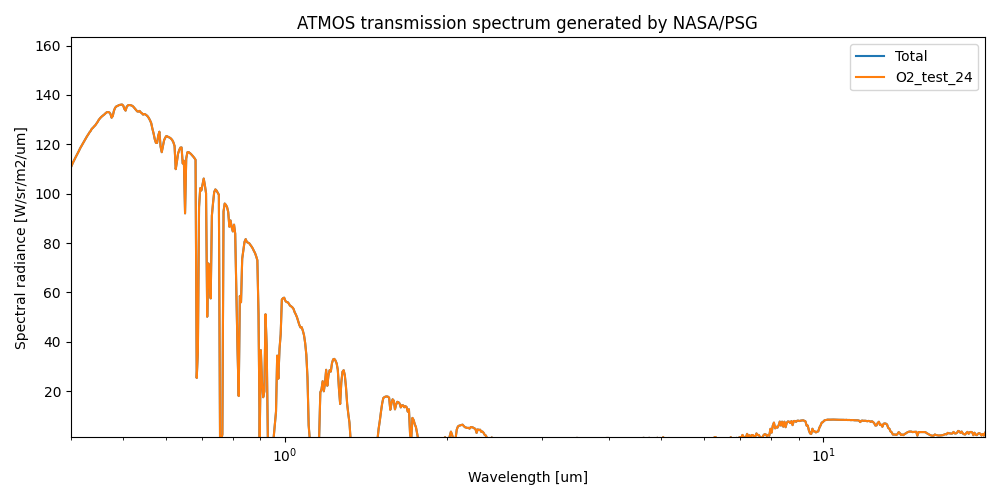 ATMOS transmission spectrum generated by NASA/PSG
Total
O2_test_24
Spectral radiance [W/sr/m2/um]
160
140
120
100
80
60
40
20
10⁰
10¹
Wavelength [um]